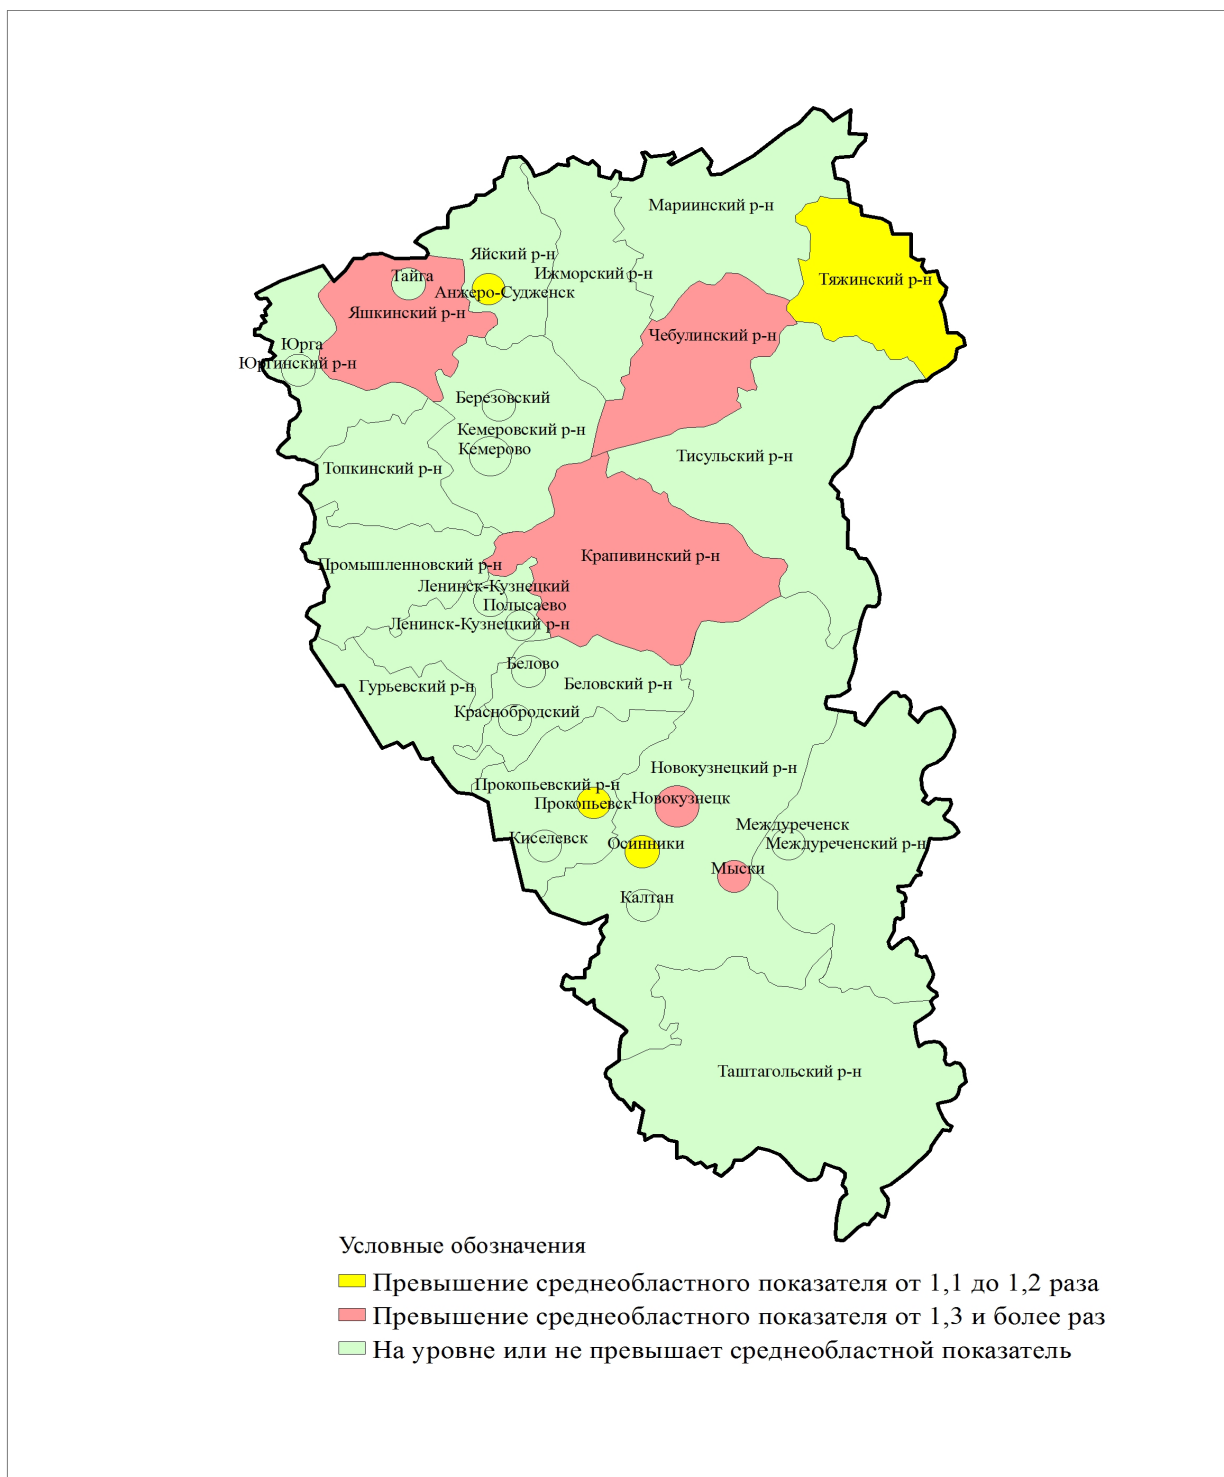 Мариинский р-н
Яйский р-н
Ижморский р-н
Тяжинский р-н
Тайга
Анжеро-Судженск
Яшкинский р-н
Чебулинский р-н
Юрга
Юргинский р-н
Березовский
Кемеровский р-н
Кемерово
Тисульский р-н
Топкинский р-н
Крапивинский р-н
Промышленновский р-н
Ленинск-Кузнецкий
Полысаево
Ленинск-Кузнецкий р-н
Белово
Беловский р-н
Гурьевский р-н
Краснобродский
Новокузнецкий р-н
Прокопьевский р-н
Прокопьевск
Новокузнецк
Междуреченск
Киселевск
Осинники
Междуреченский р-н
Мыски
Калтан
Таштагольский р-н
Условные обозначения
Превышение среднеобластного показателя от 1,1 до 1,2 раза
Превышение среднеобластного показателя от 1,3 и более раз
На уровне или не превышает среднеобластной показатель